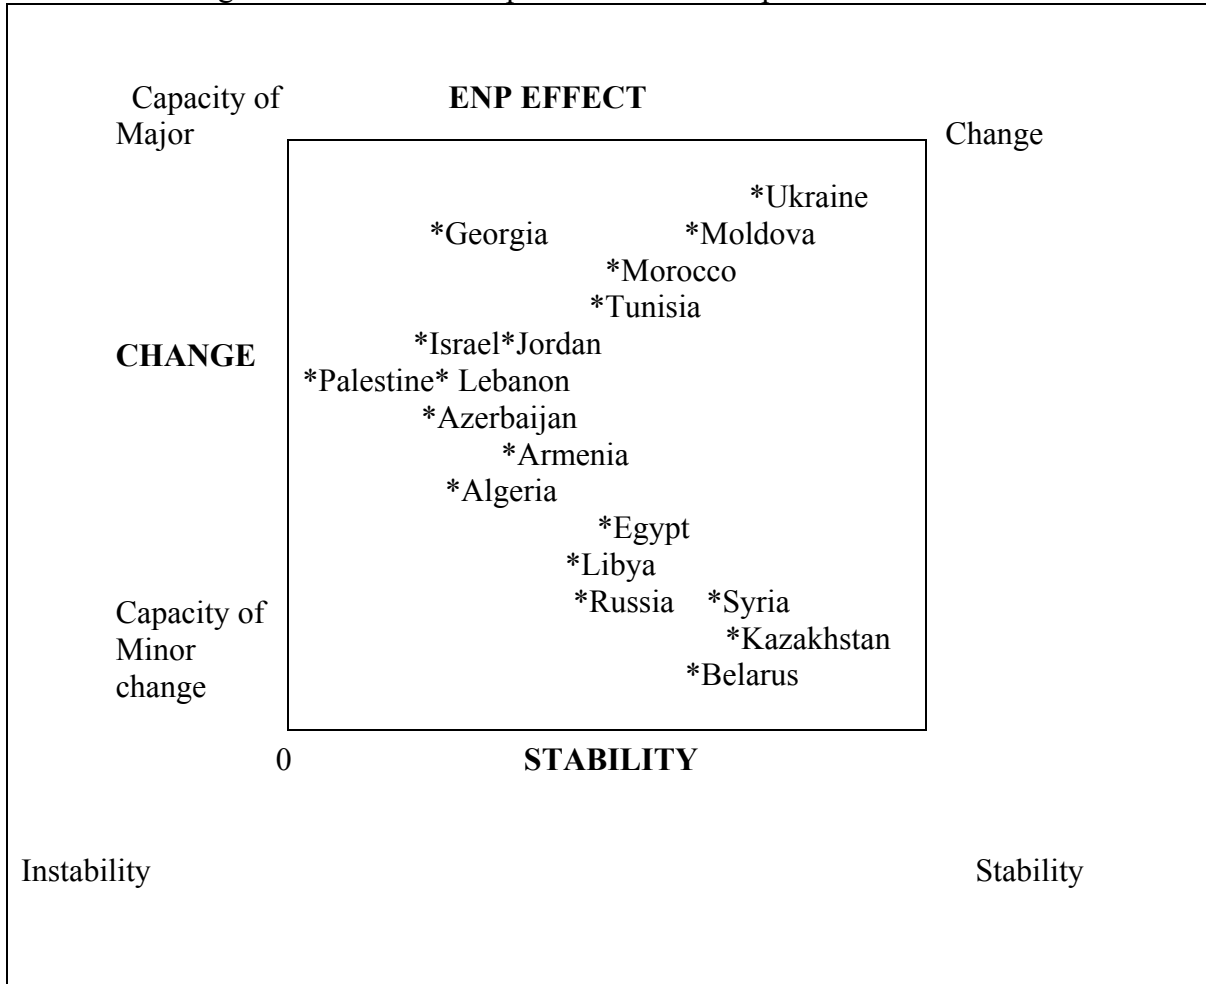 Capacity of ENP EFFECT
Major Change
*Ukraine
*Georgia *Moldova
*Morocco
*Tunisia
*Israel*Jordan
CHANGE
*Palestine* Lebanon
*Azerbaijan
*Armenia
*Algeria
*Egypt
*Libya
*Russia *Syria
Capacity of
Minor *Kazakhstan
change *Belarus
0 STABILITY
Instability Stability